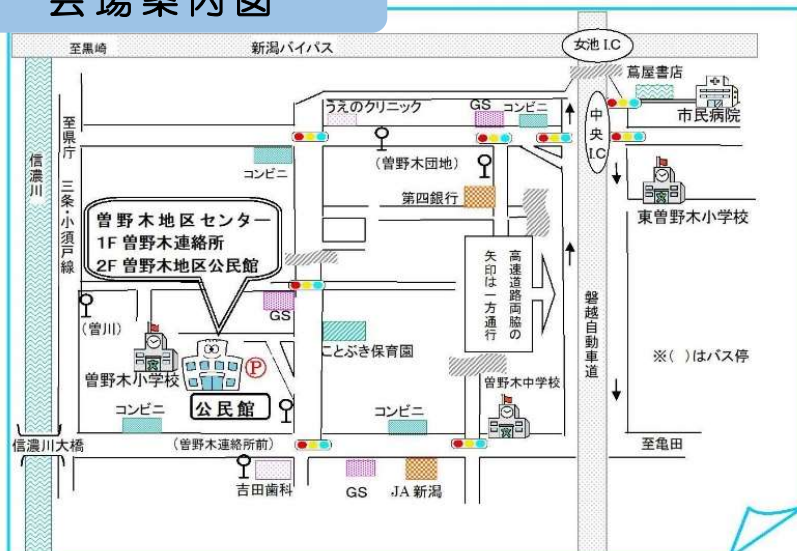 会場案内図
至黒崎
新潟バイパス
女池 I.C
蔦屋書店
市民病院
うえのクリニック
GS
コンビニ
中央 I.C
至県庁
三条・小須戸線
信濃川
(曽野木団地)
コンビニ
第四銀行
東曽野木小学校
曽野木地区センター
1F 曽野木連絡所
2F 曽野木地区公民館
高速道路両脇の
矢印は一方通行
磐越自動車道
(曽川)
GS
ことぶき保育園
※( )はバス停
曽野木小学校
P
曽野木中学校
公民館
コンビニ
コンビニ
信濃川大橋
(曽野木連絡所前)
至亀田
吉田歯科
GS
JA 新潟